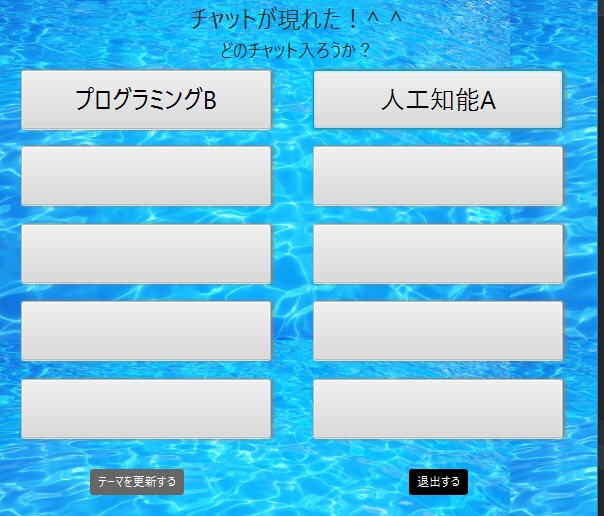 チャットが現れた！＾＾
どのチャット入ろうか？
プログラミングB
人工知能A
テーマを更新する
退出する